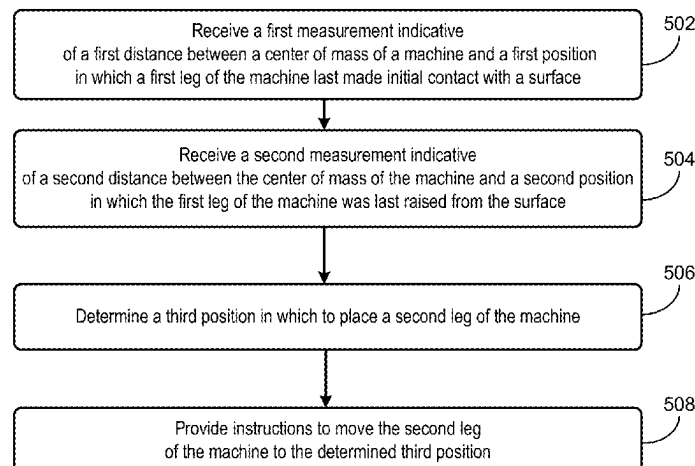 Receive a first measurement indicative
of a first distance between a center of mass of a machine and a first position
in which a first leg of the machine last made initial contact with a surface
502
Receive a second measurement indicative
of a second distance between the center of mass of the machine and a second position
in which the first leg of the machine was last raised from the surface
504
Determine a third position in which to place a second leg of the machine
506
Provide instructions to move the second leg
of the machine to the determined third position
508